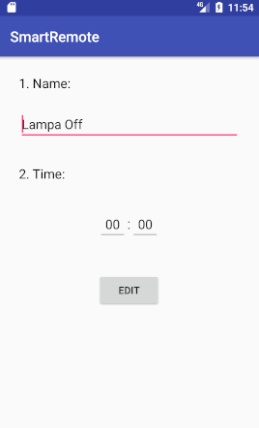 4G 11:54
SmartRemote
1. Name:
Lampa Off
2. Time:
00 : 00
EDIT